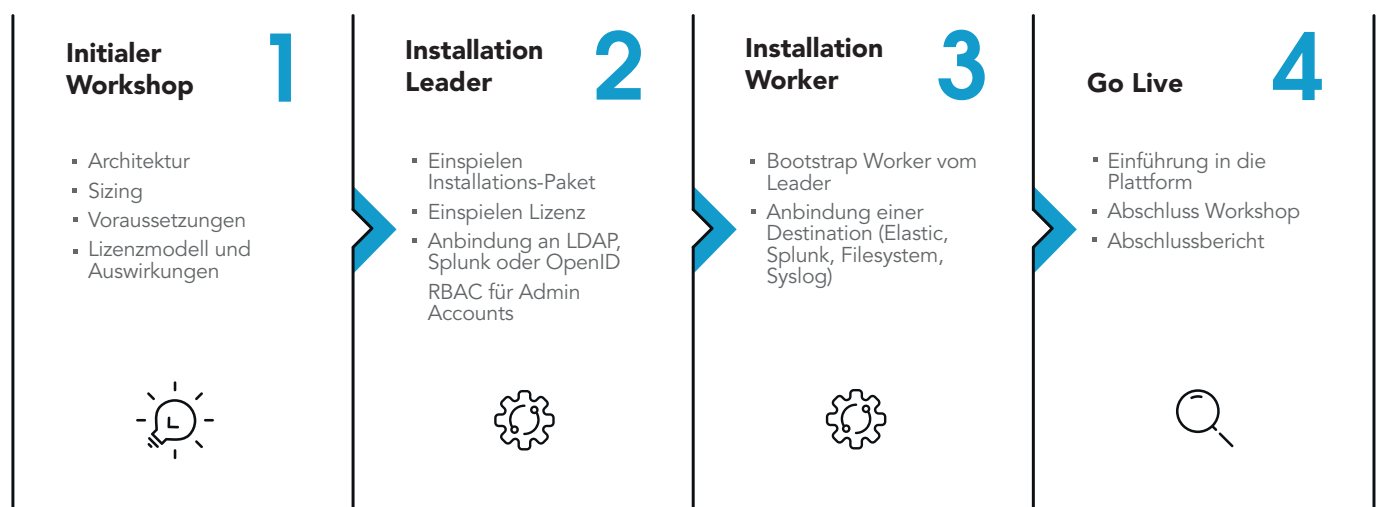 Initialer
Workshop
1
Architektur
Sizing
Voraussetzungen
Lizenzmodell und
Auswirkungen
Installation
Leader
2
Einspielen
Installations-Paket
Einspielen Lizenz
Anbindung an LDAP,
Splunk oder OpenID
RBAC für Admin
Accounts
Installation
Worker
3
Bootstrap Worker vom
Leader
Anbindung einer
Destination (Elastic,
Splunk, Filesystem,
Syslog)
Go Live
4
Einführung in die
Plattform
Abschluss Workshop
Abschlussbericht